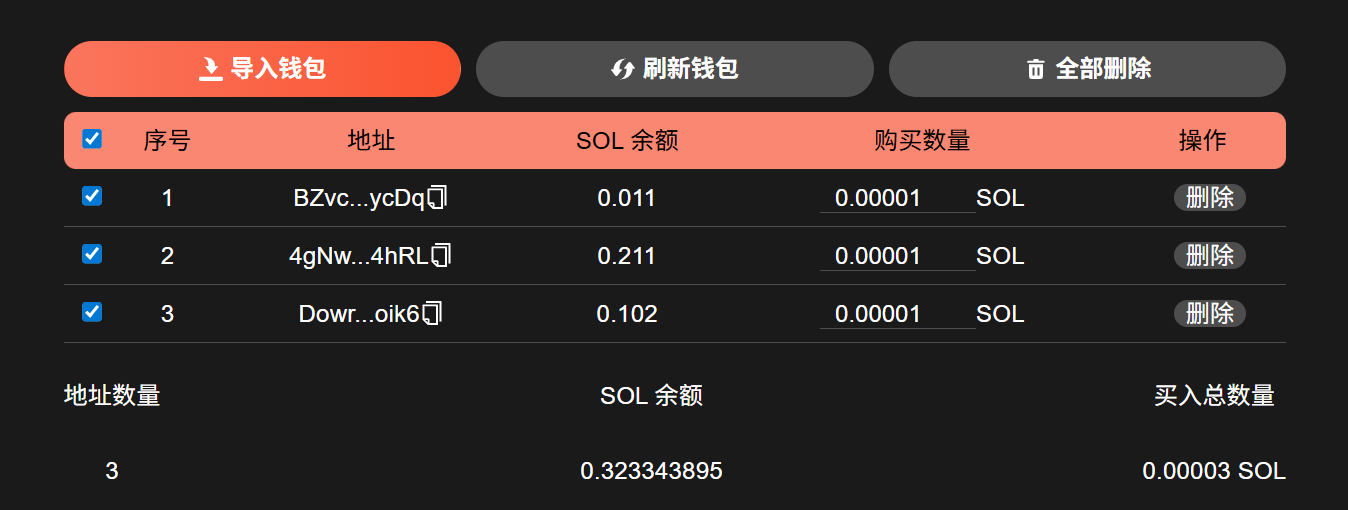 导入钱包 刷新钱包 全部删除
序号 地址 SOL 余额 购买数量 操作
1 BZvc...ycDq 0.011 0.00001 SOL 删除
2 4gNw...4hRL 0.211 0.00001 SOL 删除
3 Dowr...oik6 0.102 0.00001 SOL 删除
地址数量 SOL 余额 买入总数量
3 0.323343895 0.00003 SOL